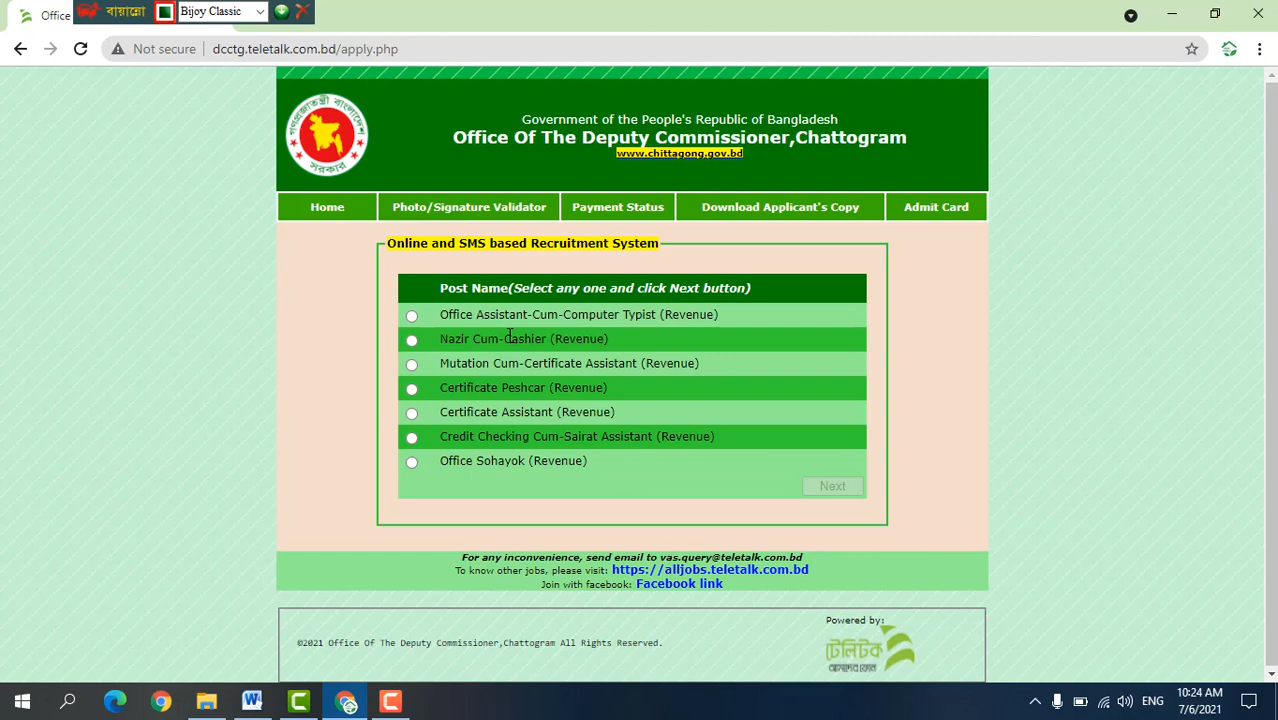 Office
বায়ান্নো
Bijoy Classic
Not secure
dcctg.teletalk.com.bd/apply.php
গণপ্রজাতন্ত্রী বাংলাদেশ
সরকার
Government of the People's Republic of Bangladesh
Office Of The Deputy Commissioner,Chattogram
www.chittagong.gov.bd
Home
Photo/Signature Validator
Payment Status
Download Applicant's Copy
Admit Card
Online and SMS based Recruitment System
Post Name(Select any one and click Next button)
Office Assistant-Cum-Computer Typist (Revenue)
Nazir Cum-Cashier (Revenue)
Mutation Cum-Certificate Assistant (Revenue)
Certificate Peshcar (Revenue)
Certificate Assistant (Revenue)
Credit Checking Cum-Sairat Assistant (Revenue)
Office Sohayok (Revenue)
Next
For any inconvenience, send email to vas.query@teletalk.com.bd
To know other jobs, please visit: https://alljobs.teletalk.com.bd
Join with facebook: Facebook link
©2021 Office Of The Deputy Commissioner,Chattogram All Rights Reserved.
Powered by:
টেলিটক
আমাদের ফোন
ENG
10:24 AM
7/6/2021